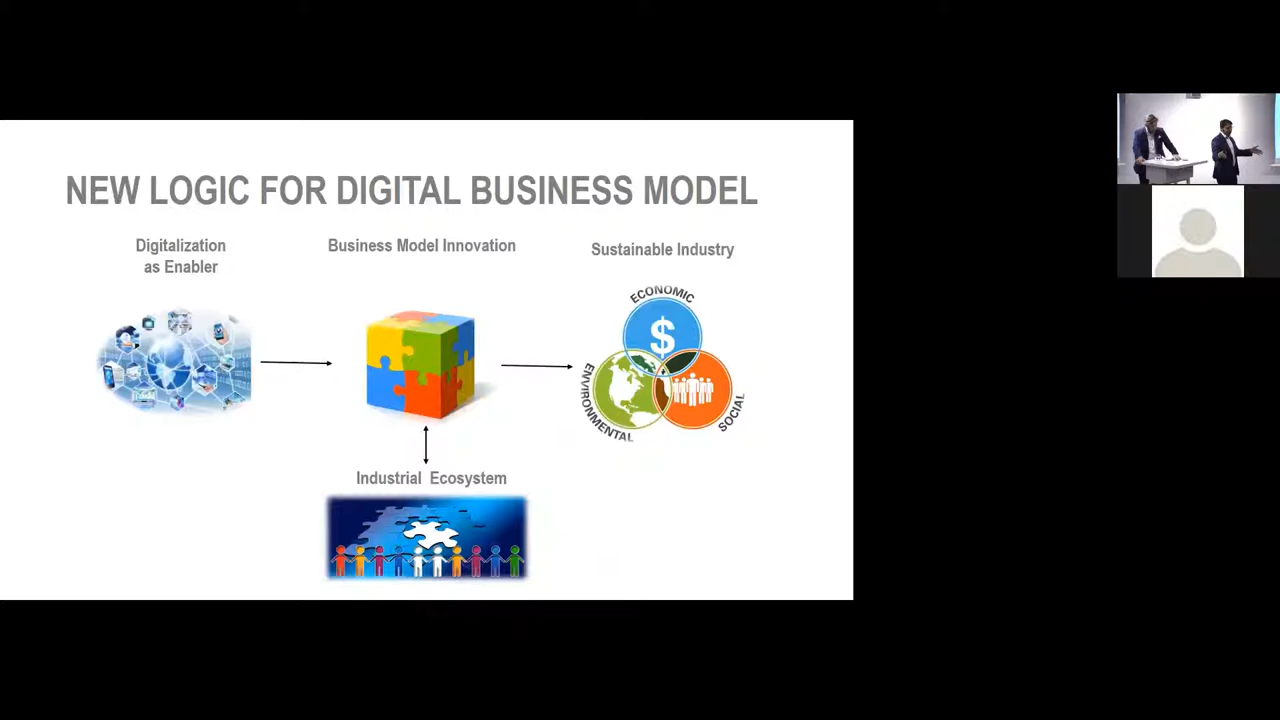 NEW LOGIC FOR DIGITAL BUSINESS MODEL
Digitalization
as Enabler
Business Model Innovation
Sustainable Industry
ECONOMIC
$
ENVIRONMENTAL
SOCIAL
Industrial Ecosystem